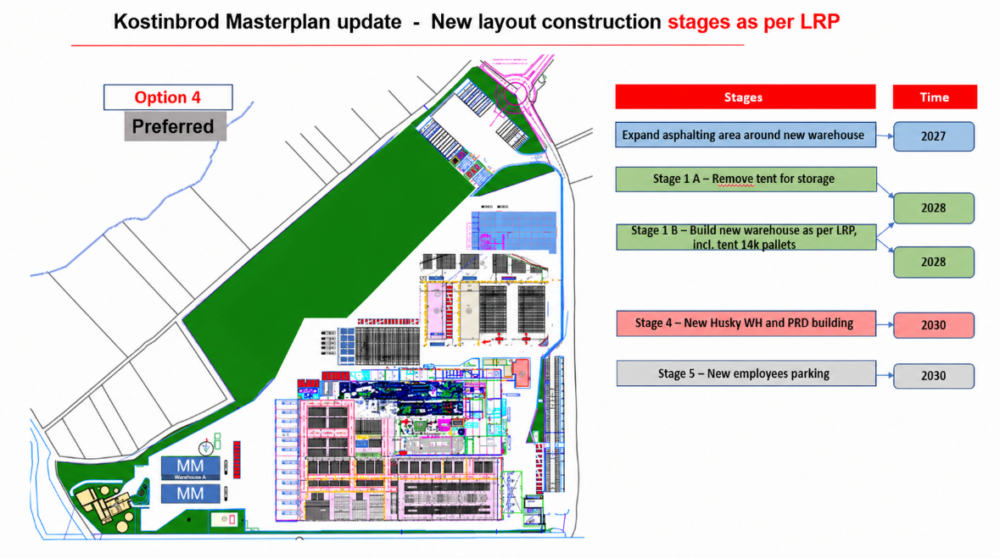 Kostinbrod Masterplan update - New layout construction stages as per LRP
Option 4
Preferred
Stages
Time
Expand asphalting area around new warehouse
2027
Stage 1 A – Remove tent for storage
2028
Stage 1 B – Build new warehouse as per LRP,
incl. tent 14k pallets
2028
Stage 4 – New Husky WH and PRD building
2030
Stage 5 – New employees parking
2030
MM
Warehouse A
MM